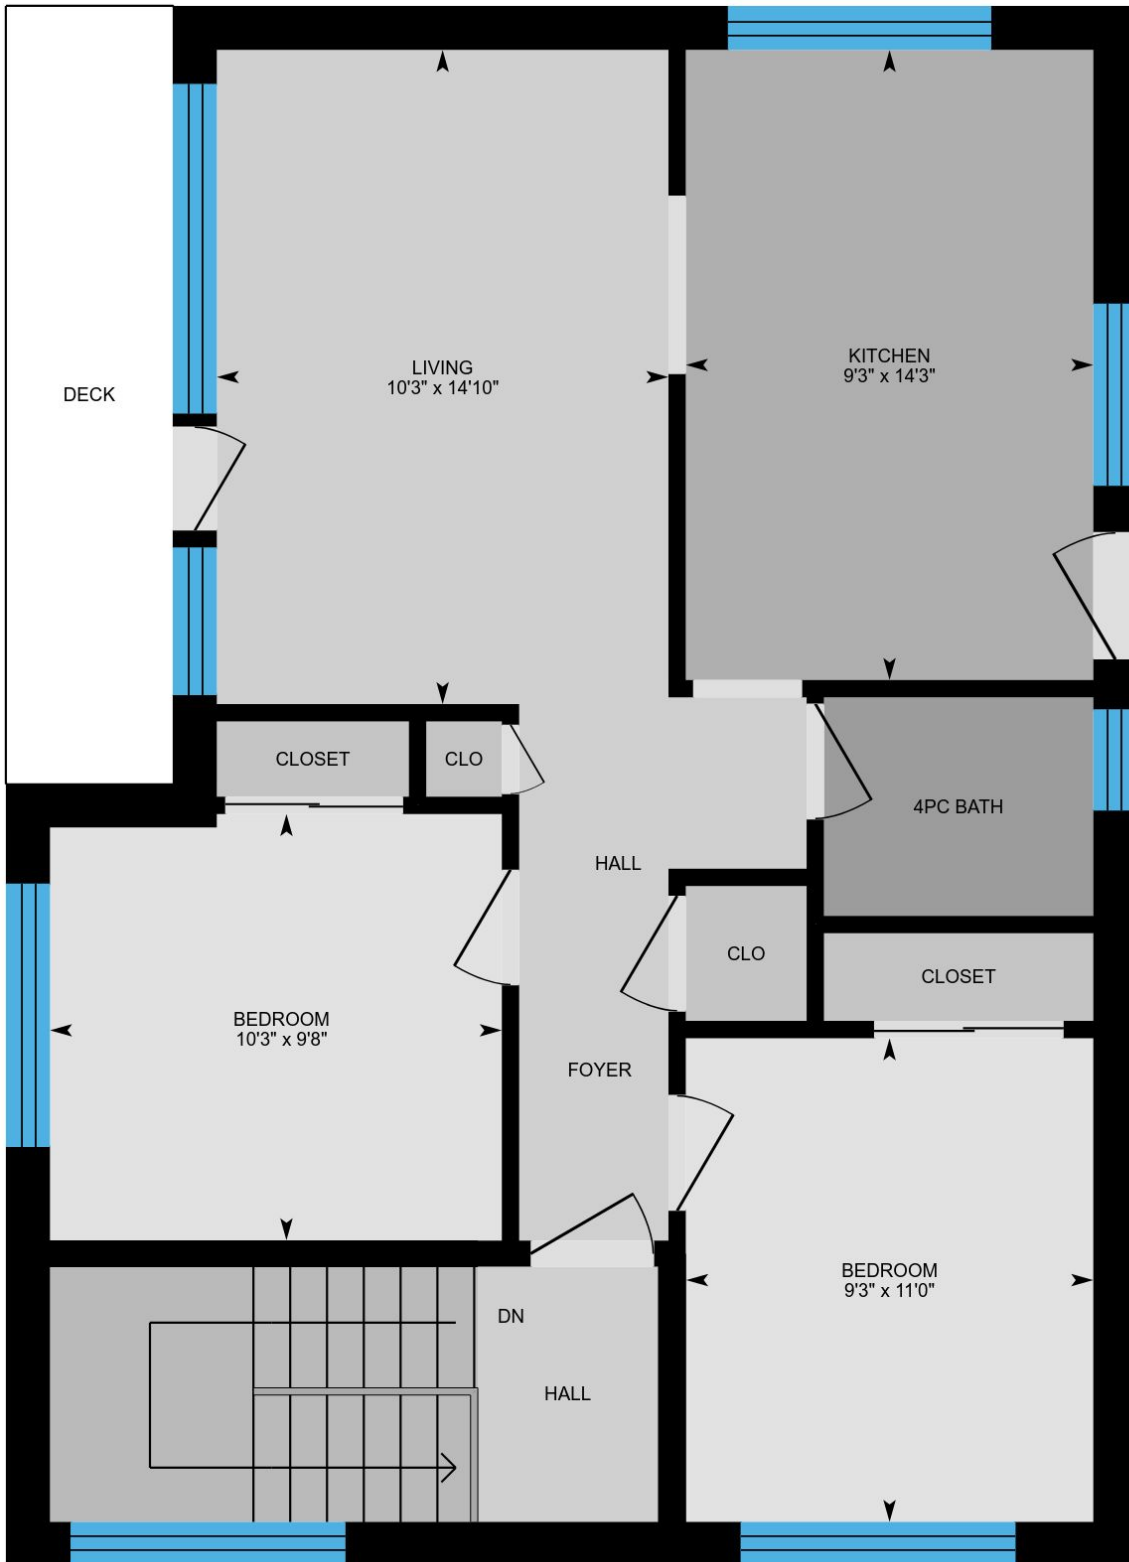 DECK
LIVING
10'3" x 14'10"
KITCHEN
9'3" x 14'3"
CLOSET
CLO
4PC BATH
HALL
CLO
CLOSET
BEDROOM
10'3" x 9'8"
FOYER
BEDROOM
9'3" x 11'0"
DN
HALL